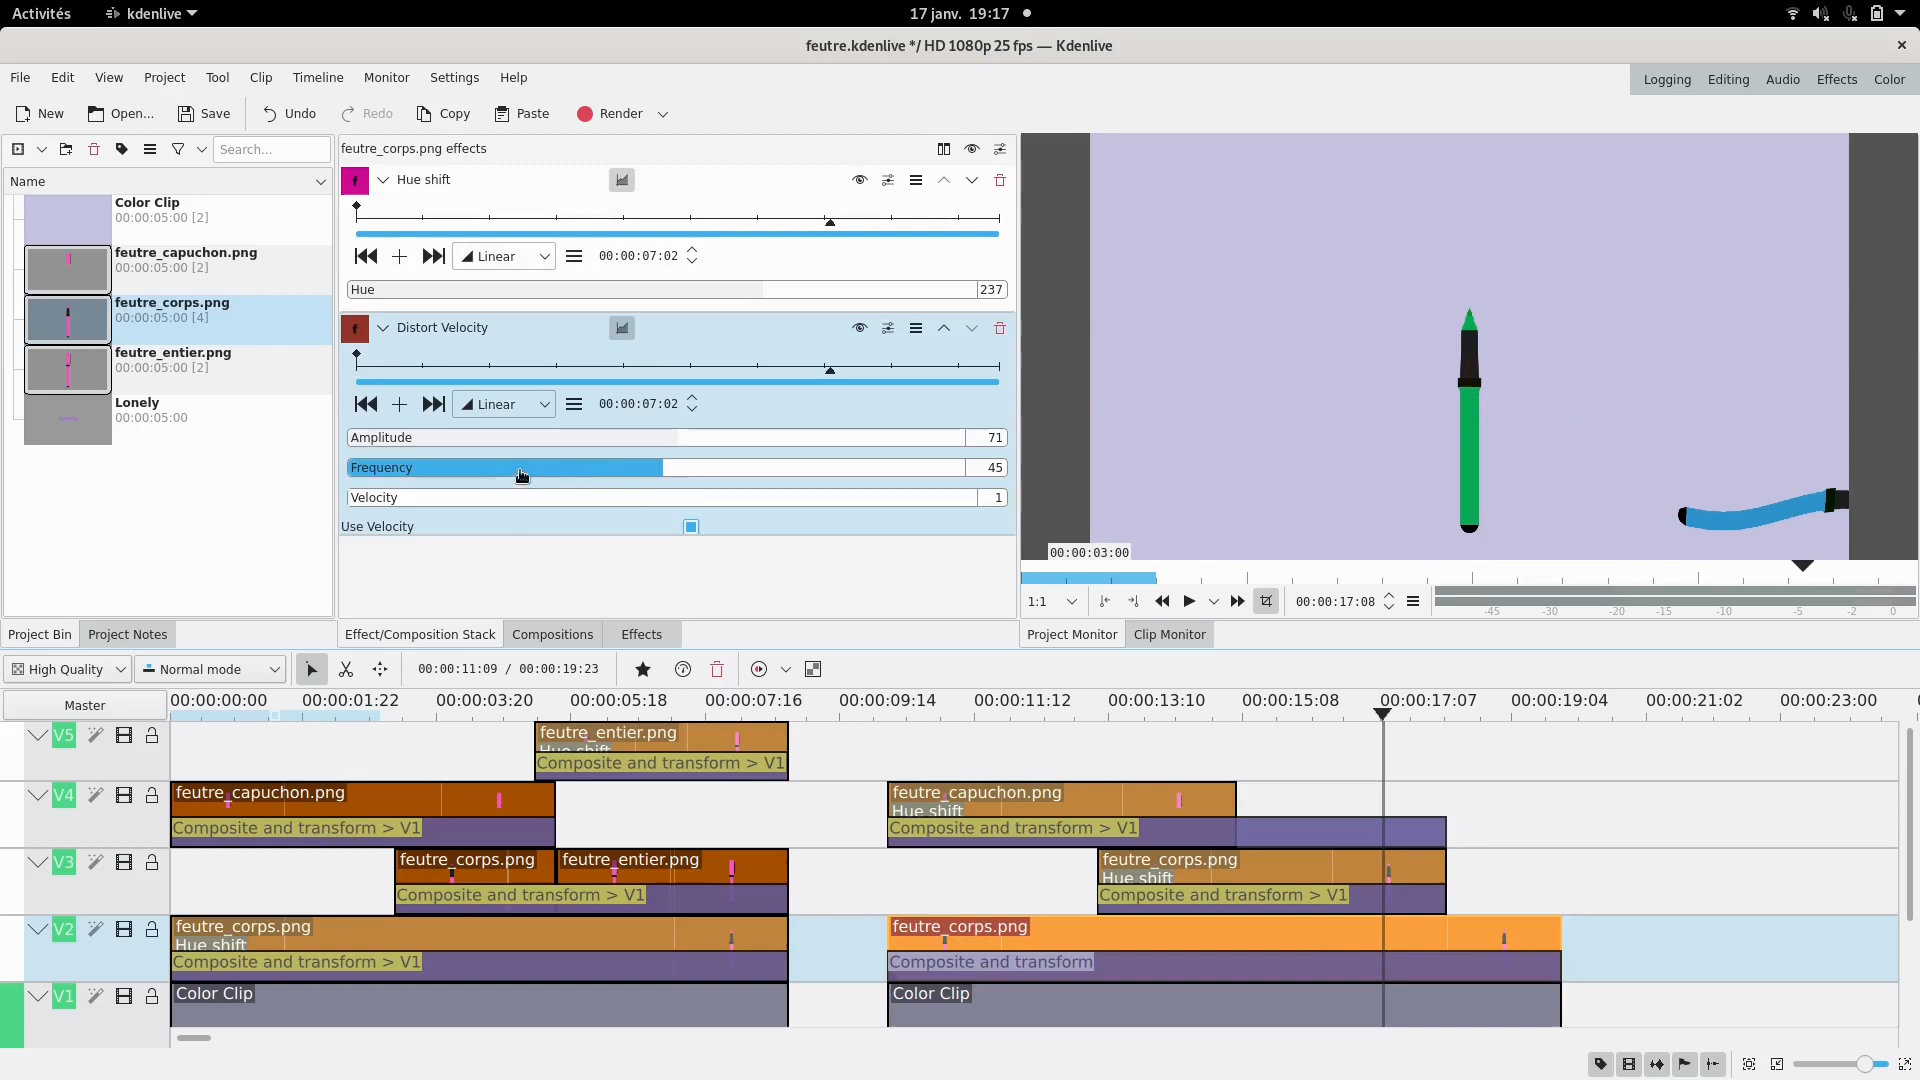 Activités
kdenlive
17 janv. 19:17
feutre.kdenlive */ HD 1080p 25 fps — Kdenlive
File Edit View Project Tool Clip Timeline Monitor Settings Help
Logging Editing Audio Effects Color
New Open... Save Undo Redo Copy Paste Render
Search...
Name
Color Clip
00:00:05:00 [2]
feutre_capuchon.png
00:00:05:00 [2]
feutre_corps.png
00:00:05:00 [4]
feutre_entier.png
00:00:05:00 [2]
Lonely
00:00:05:00
Project Bin Project Notes
feutre_corps.png effects
f Hue shift
Linear 00:00:07:02
Hue 237
f Distort Velocity
Linear 00:00:07:02
Amplitude 71
Frequency 45
Velocity 1
Use Velocity
Effect/Composition Stack Compositions Effects
00:00:03:00
1:1 00:00:17:08
-45 -30 -20 -15 -10 -5 -2 0
Project Monitor Clip Monitor
High Quality Normal mode 00:00:11:09 / 00:00:19:23
Master
00:00:00:00 00:00:01:22 00:00:03:20 00:00:05:18 00:00:07:16 00:00:09:14 00:00:11:12 00:00:13:10 00:00:15:08 00:00:17:07 00:00:19:04 00:00:21:02 00:00:23:00
V5
feutre_entier.png
Hue shift
Composite and transform > V1
V4
feutre_capuchon.png
Composite and transform > V1
feutre_capuchon.png
Hue shift
Composite and transform > V1
V3
feutre_corps.png feutre_entier.png
Composite and transform > V1
feutre_corps.png
Hue shift
Composite and transform > V1
V2
feutre_corps.png
Hue shift
Composite and transform > V1
feutre_corps.png
Composite and transform
V1
Color Clip
Color Clip